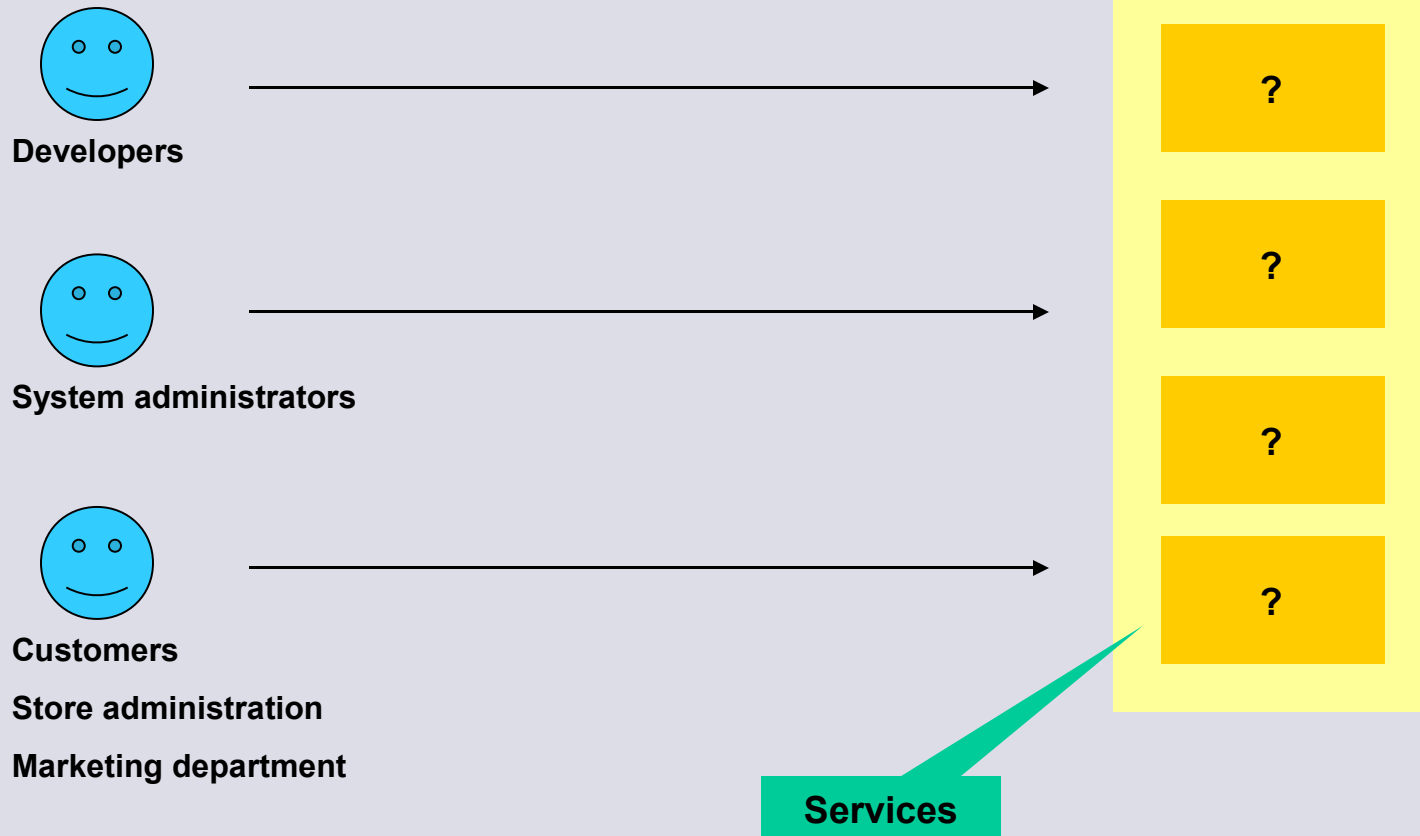 ?
Developers
?
System administrators
?
?
Customers
Store administration
Marketing department
Services